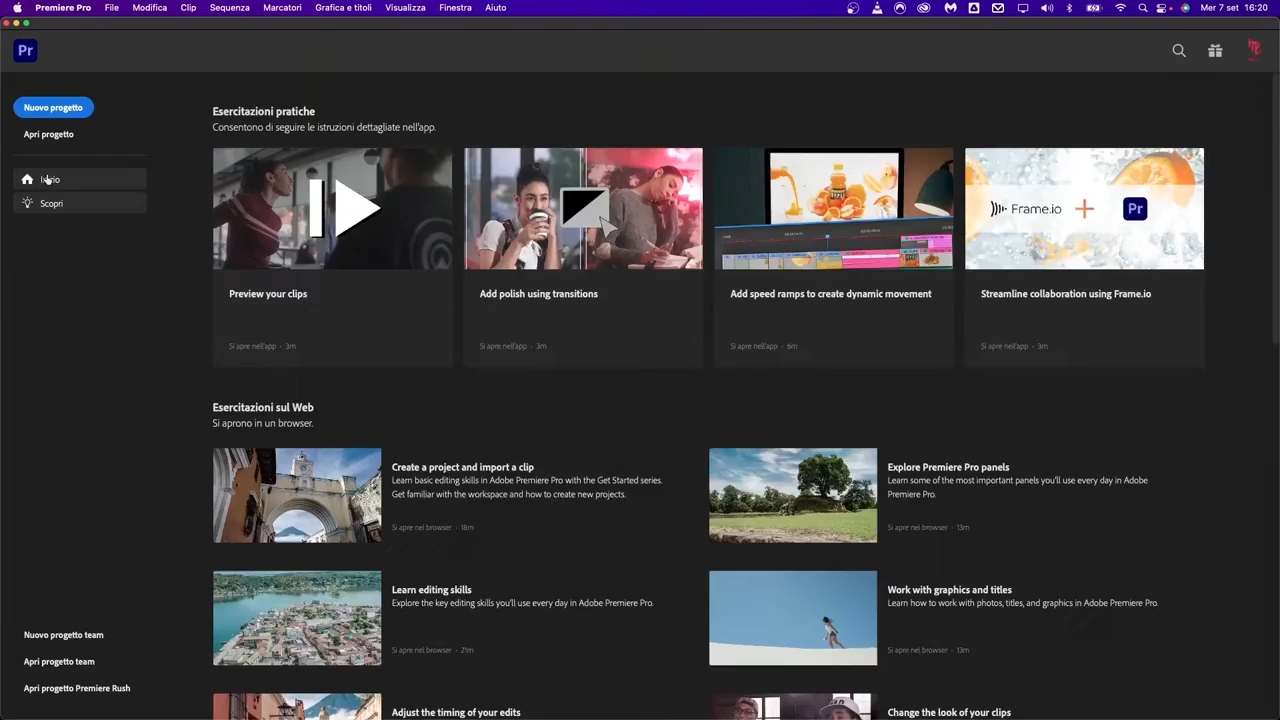 Premiere Pro File Modifica Clip Sequenza Marcatori Grafica e titoli Visualizza Finestra Aiuto Mer 7 set 16:20
Pr
Nuovo progetto
Apri progetto
Scopri
Esercitazioni pratiche
Consentono di seguire le istruzioni dettagliate nell'app.
Frame.io + Pr
Preview your clips
Si apre nell'app • 3m
Add polish using transitions
Si apre nell'app • 3m
Add speed ramps to create dynamic movement
Si apre nell'app • 6m
Streamline collaboration using Frame.io
Si apre nell'app • 3m
Esercitazioni sul Web
Si aprono in un browser.
Create a project and import a clip
Learn basic editing skills in Adobe Premiere Pro with the Get Started series.
Get familiar with the workspace and how to create new projects.
Si apre nel browser • 18m
Explore Premiere Pro panels
Learn some of the most important panels you'll use every day in Adobe
Premiere Pro.
Si apre nel browser • 13m
Learn editing skills
Explore the key editing skills you'll use every day in Adobe Premiere Pro.
Si apre nel browser • 21m
Work with graphics and titles
Learn how to work with photos, titles, and graphics in Adobe Premiere Pro.
Si apre nel browser • 13m
Adjust the timing of your edits
Change the look of your clips
Nuovo progetto team
Apri progetto team
Apri progetto Premiere Rush